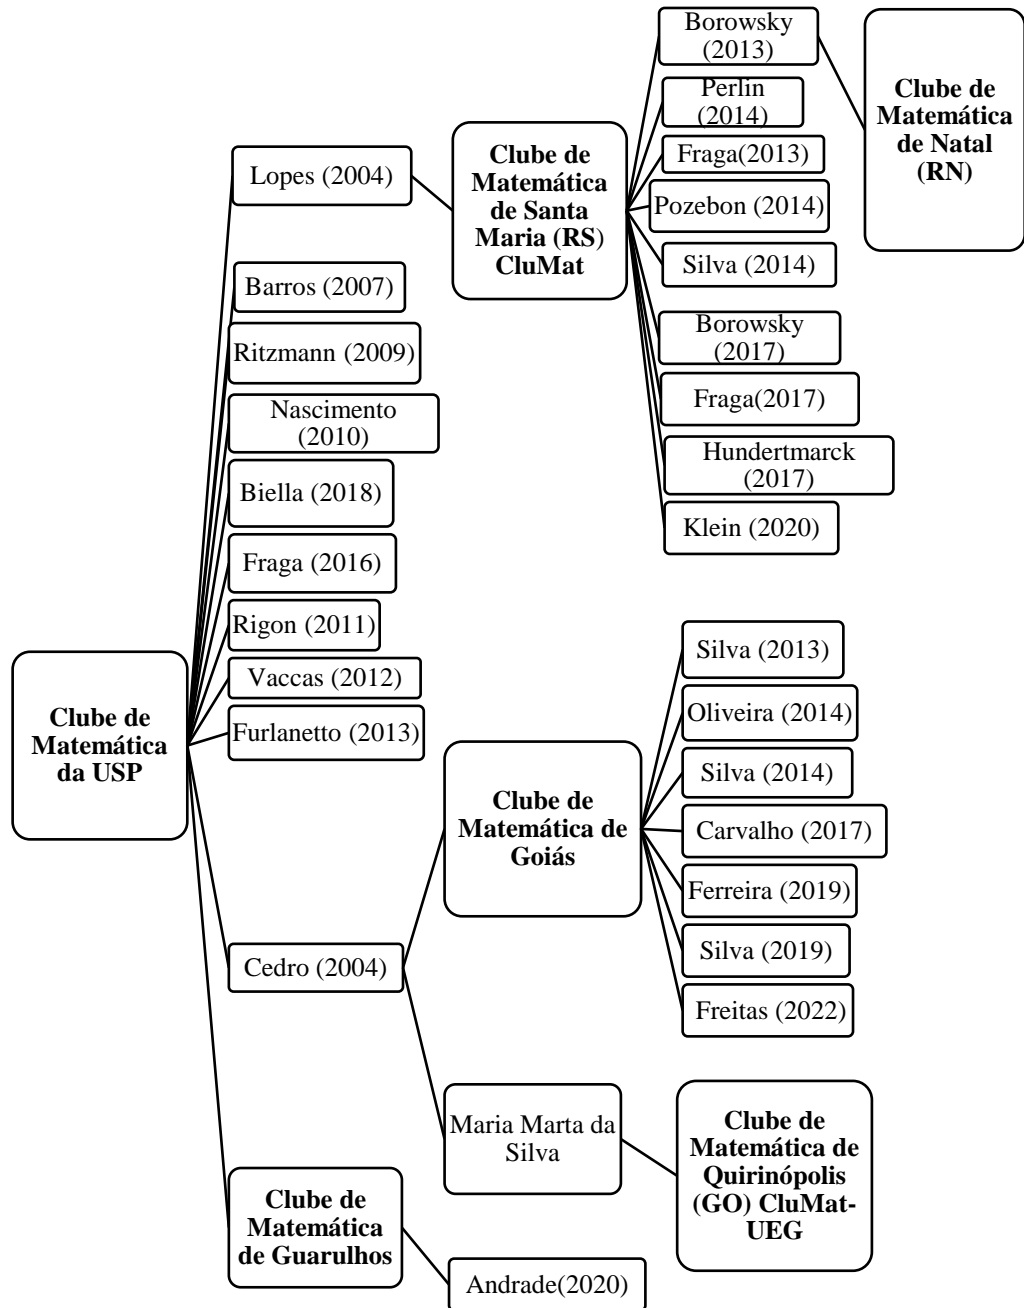 Clube de
Matemática
da USP
Lopes (2004)
Clube de
Matemática
de Santa
Maria (RS)
CluMat
Borowsky
(2013)
Clube de
Matemática
de Natal
(RN)
Perlin
(2014)
Fraga(2013)
Pozebon (2014)
Silva (2014)
Borowsky
(2017)
Fraga(2017)
Hundertmarck
(2017)
Klein (2020)
Barros (2007)
Ritzmann (2009)
Nascimento
(2010)
Biella (2018)
Fraga (2016)
Rigon (2011)
Vaccas (2012)
Furlanetto (2013)
Cedro (2004)
Clube de
Matemática de
Goiás
Silva (2013)
Oliveira (2014)
Silva (2014)
Carvalho (2017)
Ferreira (2019)
Silva (2019)
Freitas (2022)
Maria Marta da
Silva
Clube de
Matemática de
Quirinópolis
(GO) CluMat-
UEG
Clube de
Matemática
de Guarulhos
Andrade(2020)